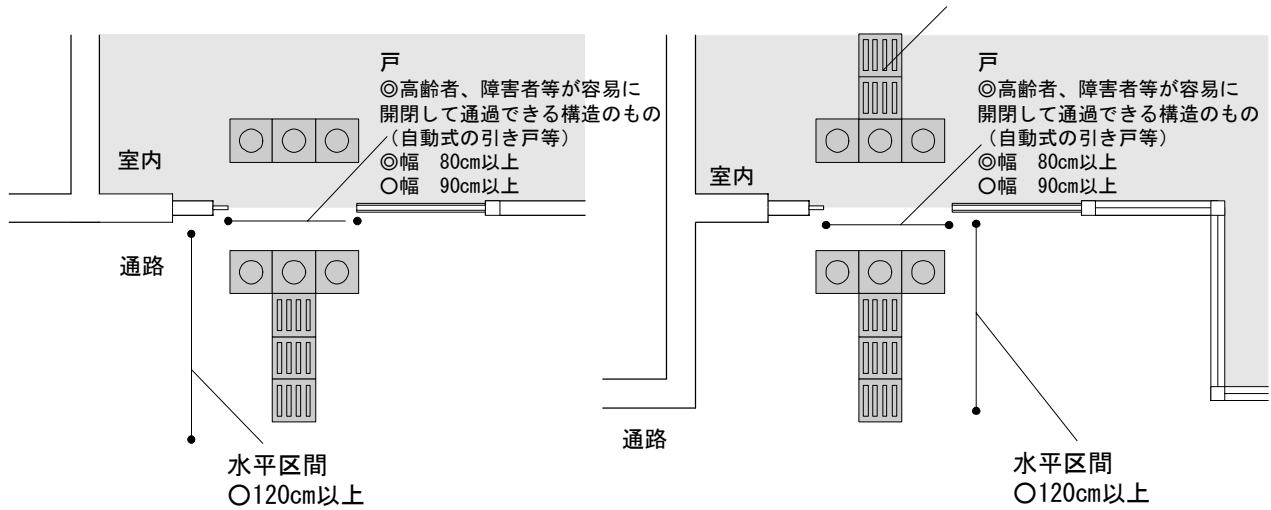 戸
◎高齢者、障害者等が容易に
開閉して通過できる構造のもの
（自動式の引き戸等）
◎幅　80cm以上
○幅　90cm以上
室内
通路
水平区間
○120cm以上
戸
◎高齢者、障害者等が容易に
開閉して通過できる構造のもの
（自動式の引き戸等）
◎幅　80cm以上
○幅　90cm以上
室内
通路
水平区間
○120cm以上